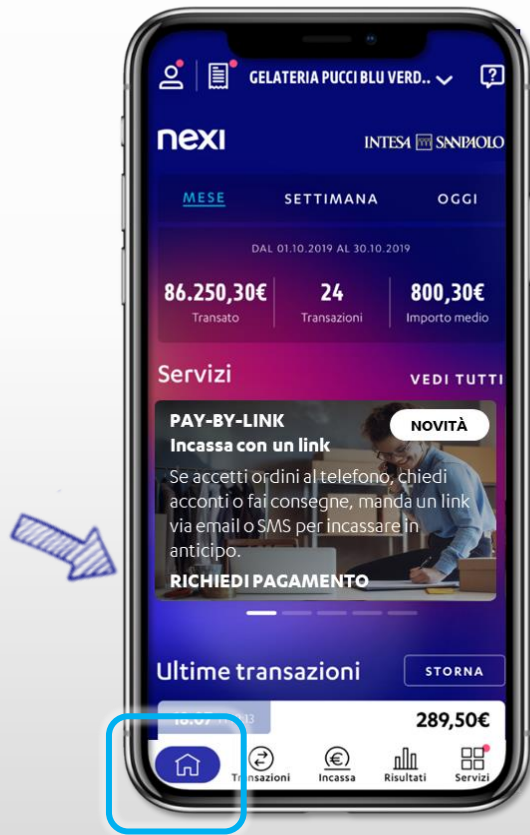 GELATERIA PUCCI BLU VERD..
nexi
INTESA SANPAOLO
MESE SETTIMANA OGGI
DAL 01.10.2019 AL 30.10.2019
86.250,30€ 24 800,30€
Transato Transazioni Importo medio
Servizi VEDI TUTTI
PAY-BY-LINK NOVITÀ
Incassa con un link
Se accetti ordini al telefono, chiedi
acconti o fai consegne, manda un link
via email o SMS per incassare in
anticipo.
RICHIEDI PAGAMENTO
Ultime transazioni STORNA
289,50€
Transazioni Incassa Risultati Servizi